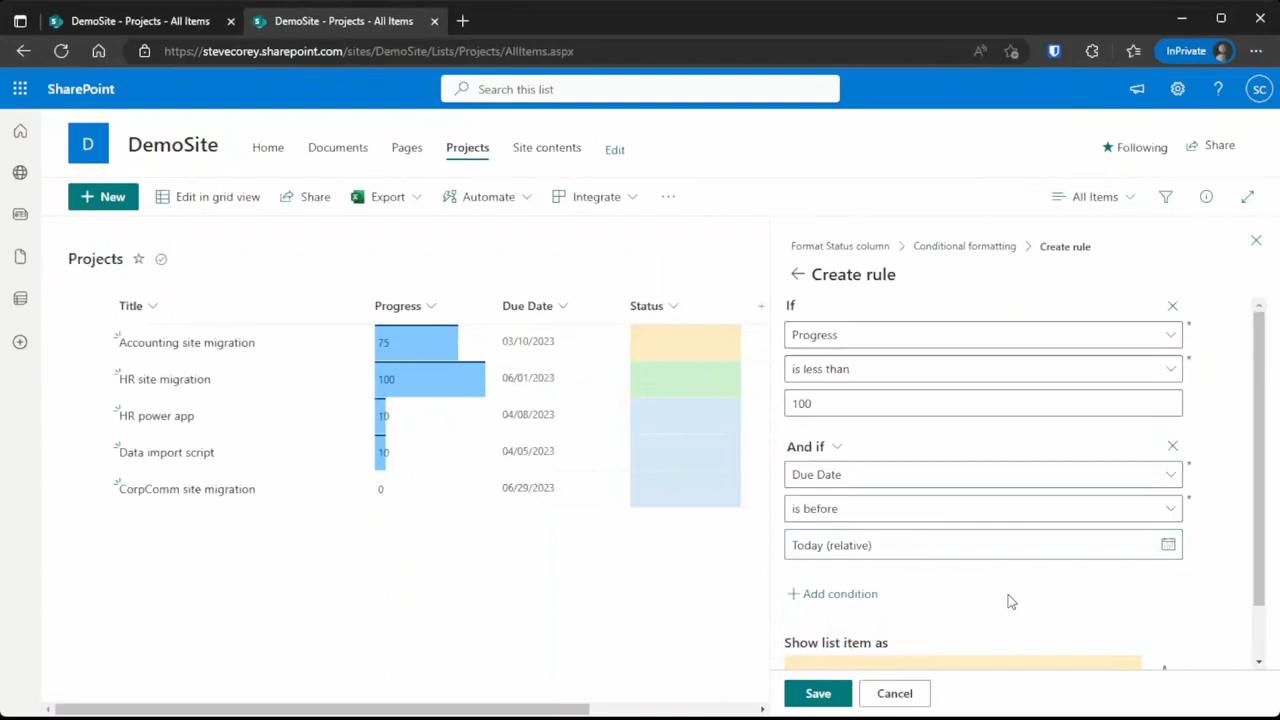 DemoSite - Projects - All Items
DemoSite - Projects - All Items
https://stevecorey.sharepoint.com/sites/DemoSite/Lists/Projects/AllItems.aspx
InPrivate
SharePoint
Search this list
SC
D
DemoSite
Home
Documents
Pages
Projects
Site contents
Edit
Following
Share
New
Edit in grid view
Share
Export
Automate
Integrate
All Items
Projects
Title
Progress
Due Date
Status
Accounting site migration
75
03/10/2023
HR site migration
100
06/01/2023
HR power app
10
04/08/2023
Data import script
10
04/05/2023
CorpComm site migration
0
06/29/2023
Format Status column > Conditional formatting > Create rule
Create rule
If
Progress
*
is less than
*
100
And if
Due Date
*
is before
*
Today (relative)
Add condition
Show list item as
Save
Cancel